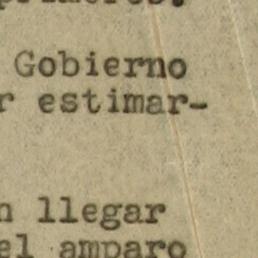 Gobierno
r estimar-
n llegar
el amparo